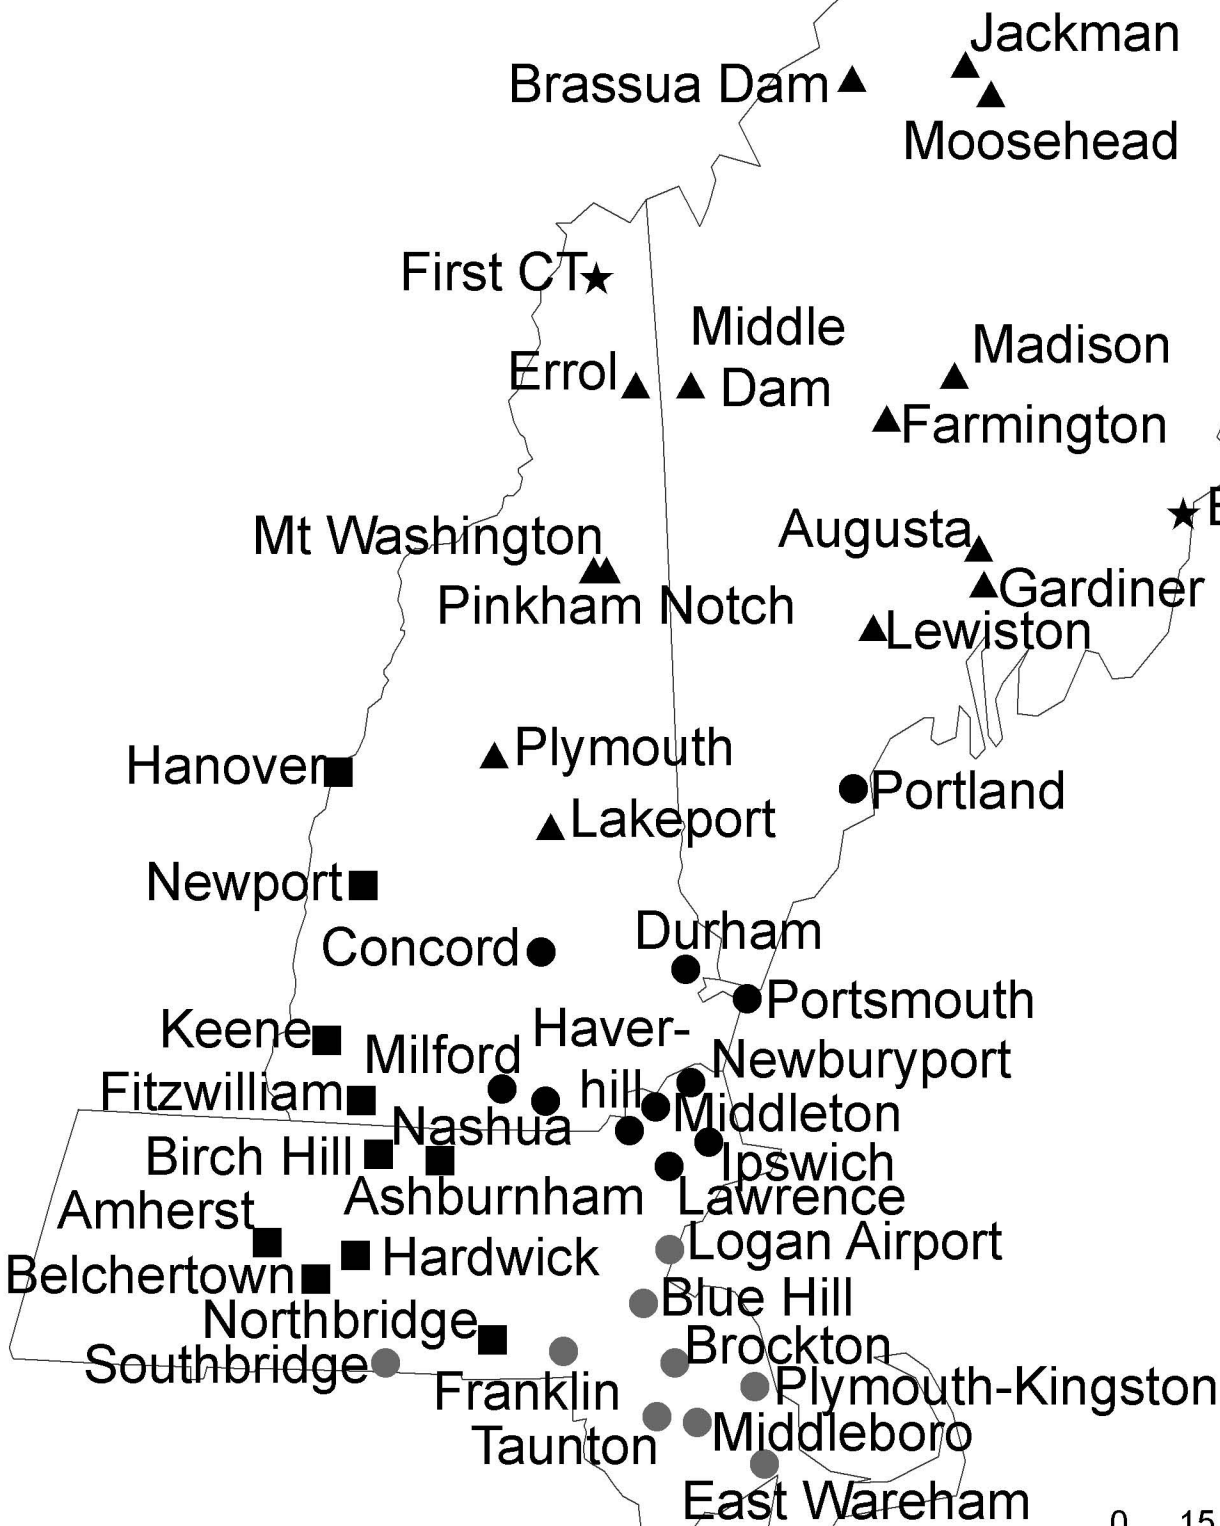 Jackman
Brassua Dam
Moosehead
First CT
Middle
Dam
Errol
Madison
Farmington
Mt Washington
Augusta
Pinkham Notch
Gardiner
Lewiston
Plymouth
Hanover
Portland
Lakeport
Newport
Durham
Concord
Portsmouth
Keene
Haver-
hill
Milford
Newburyport
Fitzwilliam
Nashua
Middleton
Birch Hill
Ipswich
Ashburnham
Lawrence
Amherst
Logan Airport
Hardwick
Belchertown
Blue Hill
Northbridge
Brockton
Southbridge
Franklin
Plymouth-Kingston
Taunton
Middleboro
East Wareham
0 15